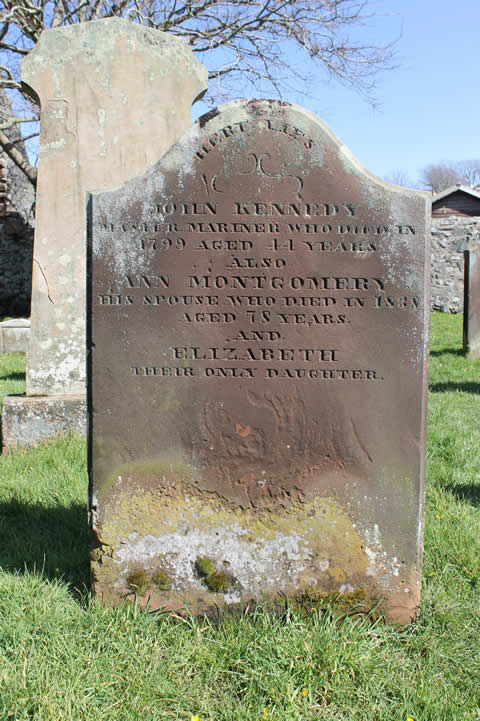 HERE LIES
JOHN KENNEDY
MASTER MARINER WHO DIED IN
1799 AGED 44 YEARS
ALSO
ANN MONTGOMERY
HIS SPOUSE WHO DIED IN
AGED 78 YEARS.
AND
ELIZABETH
THEIR ONLY DAUGHTER.